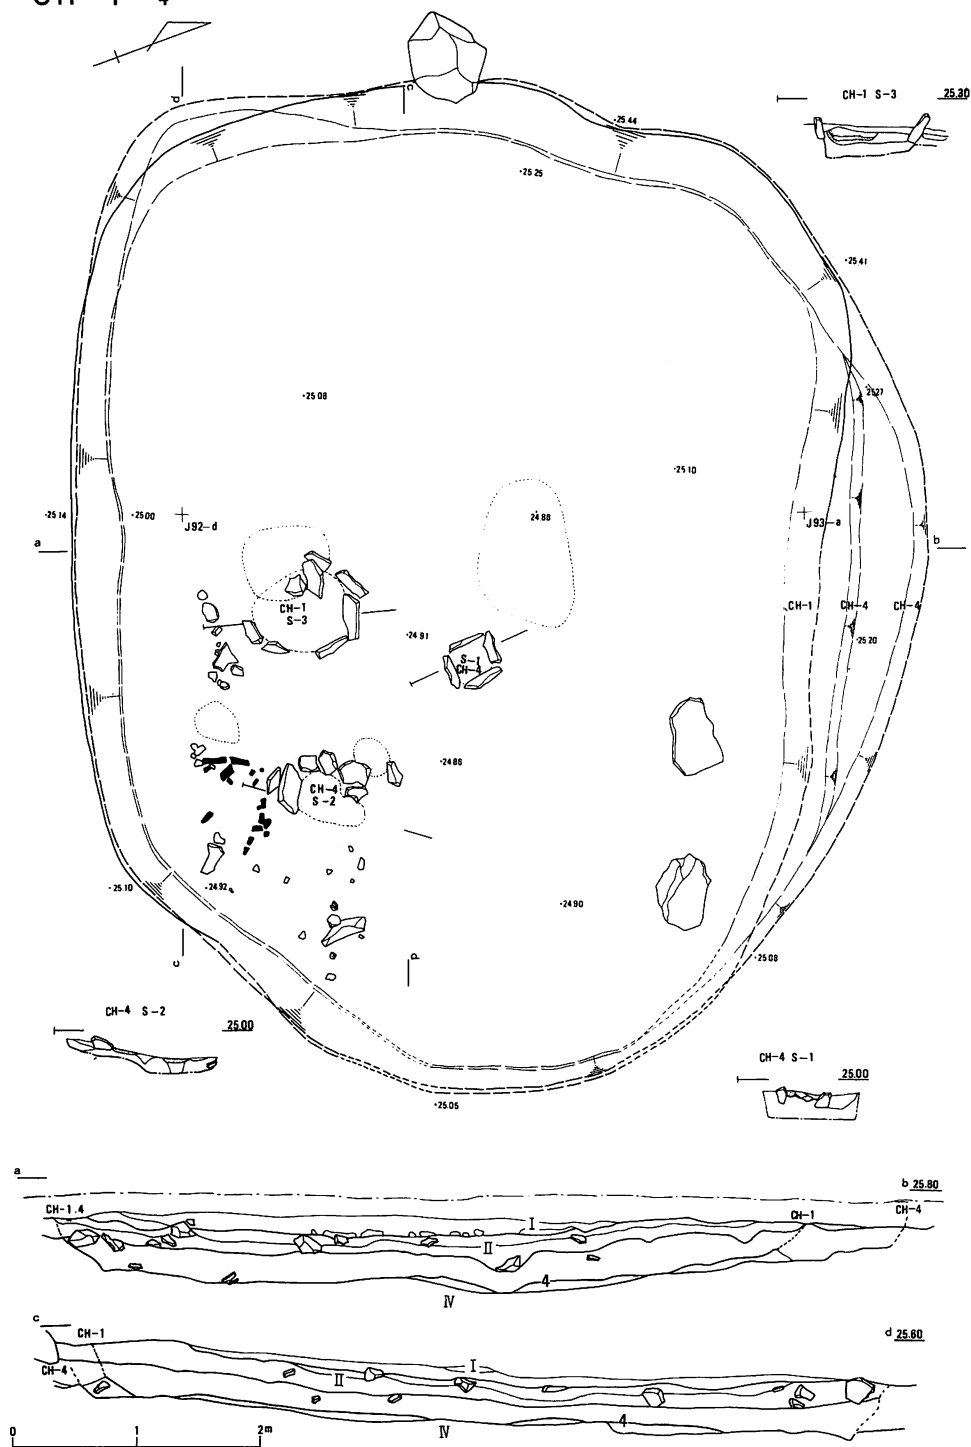 d
c
CH-1 S-3 25.30
·25.44
·25.25
·25.41
·25.27
·25.08
·25.10
·25.14
·25.00
J92-d
24.88
J93-a
a
b
CH-1
S-3
CH-1
CH-4
CH-4
·24.91
·25.20
S-1
CH-4
·24.86
CH-4
S-2
·25.10
·24.92
·24.90
c
d
·25.08
CH-4 S-2
25.00
CH-4 S-1
25.00
·25.05
a
b 25.80
CH-1.4
CH-1
CH-4
I
II
4
IV
c
CH-1
d 25.60
CH-4
I
II
4
IV
0 1 2m